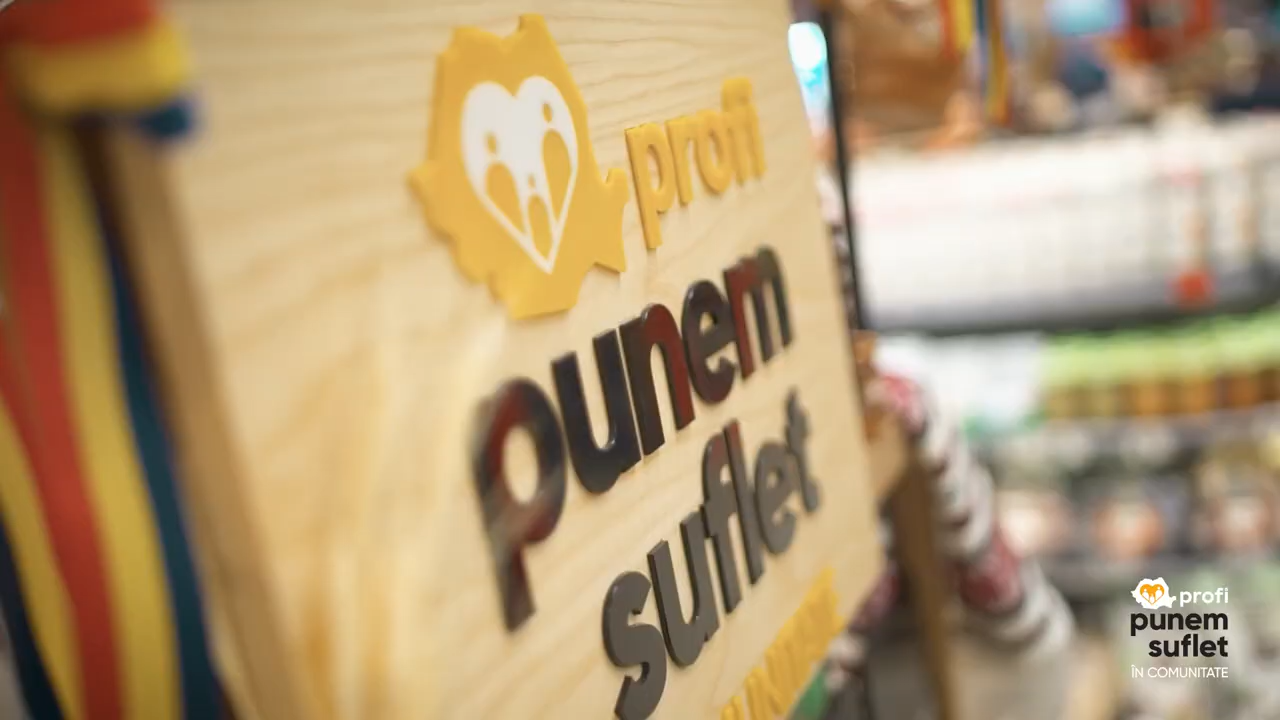 profi
punem
suflet
profi
punem
suflet
ÎN COMUNITATE